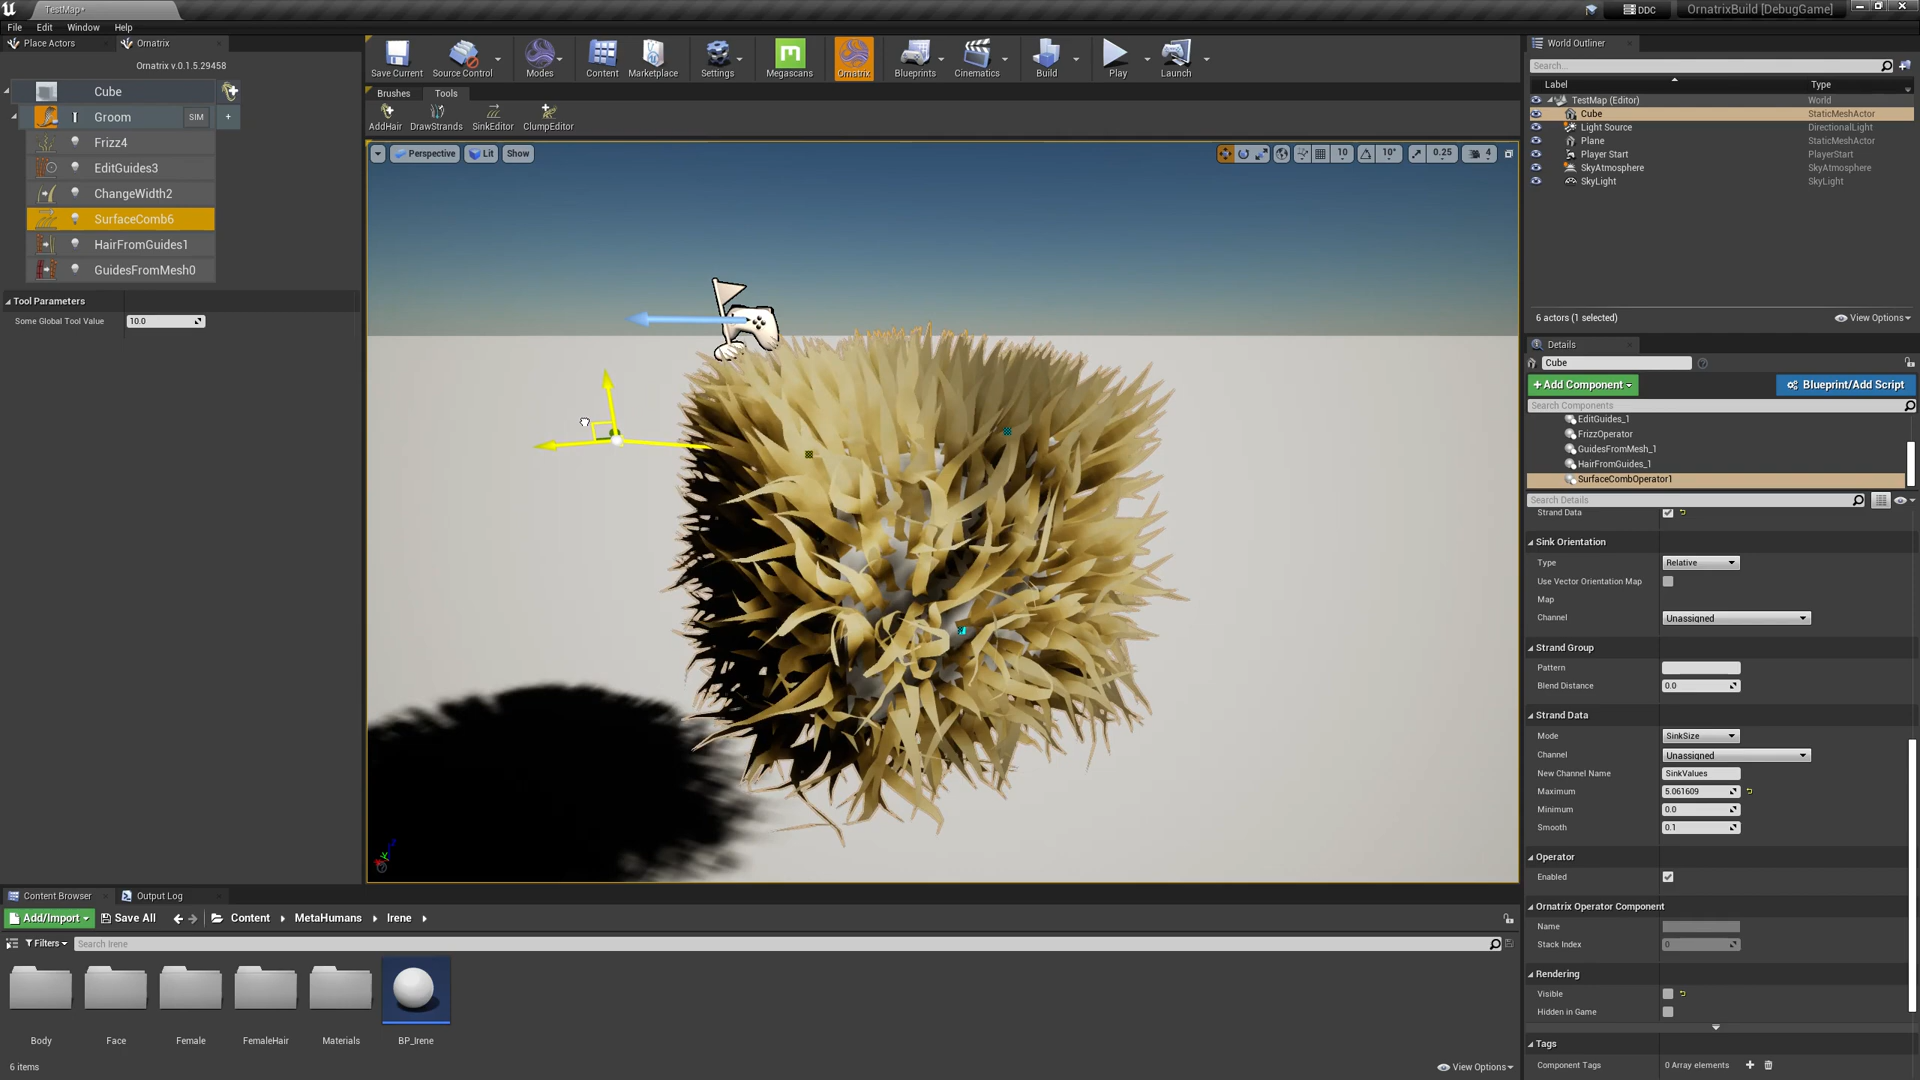 TestMap*
DDC
OrnatrixBuild [DebugGame]
File Edit Window Help
Place Actors
Ornatrix
Ornatrix v.0.1.5.29458
Cube
Groom SIM +
Frizz4
EditGuides3
ChangeWidth2
SurfaceComb6
HairFromGuides1
GuidesFromMesh0
Tool Parameters
Some Global Tool Value 10.0
Save Current
Source Control
Modes
Content
Marketplace
Settings
Megascans
Ornatrix
Blueprints
Cinematics
Build
Play
Launch
Brushes Tools
AddHair DrawStrands SinkEditor ClumpEditor
Perspective Lit Show
10 10° 0.25 4
World Outliner
Search...
Label Type
TestMap (Editor) World
Cube StaticMeshActor
Light Source DirectionalLight
Plane StaticMeshActor
Player Start PlayerStart
SkyAtmosphere SkyAtmosphere
SkyLight SkyLight
6 actors (1 selected) View Options
Details
Cube
+Add Component
Blueprint/Add Script
Search Components
EditGuides_1
FrizzOperator
GuidesFromMesh_1
HairFromGuides_1
SurfaceCombOperator1
Search Details
Strand Data
Sink Orientation
Type Relative
Use Vector Orientation Map
Map
Channel Unassigned
Strand Group
Pattern
Blend Distance 0.0
Strand Data
Mode SinkSize
Channel Unassigned
New Channel Name SinkValues
Maximum 5.061609
Minimum 0.0
Smooth 0.1
Operator
Enabled
Ornatrix Operator Component
Name
Stack Index 0
Rendering
Visible
Hidden in Game
Tags
Component Tags 0 Array elements
Content Browser
Output Log
Add/Import Save All Content MetaHumans Irene
Filters Search Irene
Body
Face
Female
FemaleHair
Materials
BP_Irene
6 items
View Options